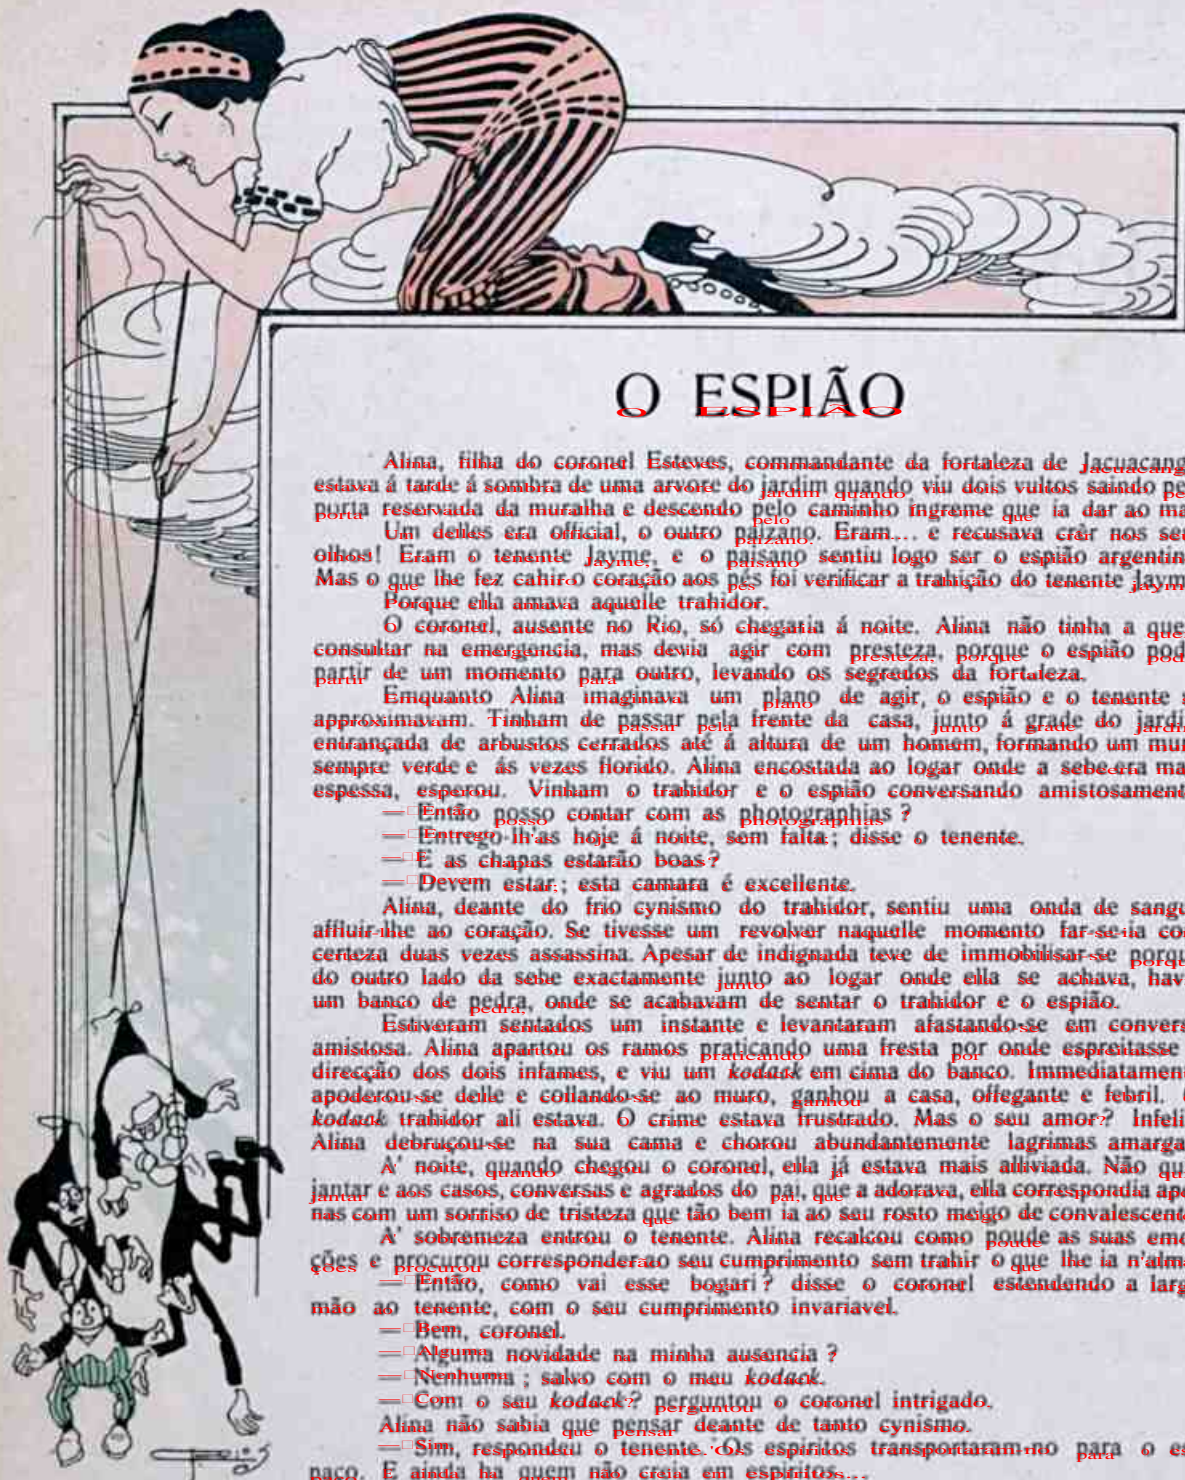 O ESPIÃO
Alina, filha do coronel Esteves, commandante da fortaleza de Jacuacang
estava á tarde á sombra de uma arvore do jardim quando viu dois vultos saindo pe
porta reservada da muralha e descendo pelo caminho ingreme que ia dar ao ma
Um delles era official, o outro paizano. Eram... e recusava crêr nos seu
olhos! Eram o tenente Jayme, e o paisano sentiu logo ser o espião argentin
Mas o que lhe fez cahir o coração aos pés foi verificar a trahição do tenente Jaym
Porque ella amava aquelle trahidor.
O coronel, ausente no Rio, só chegaria á noite. Alina não tinha a que
consultar na emergencia, mas devia agir com presteza, porque o espião pod
partir de um momento para outro, levando os segredos da fortaleza.
Emquanto Alina imaginava um plano de agir, o espião e o tenente s
approximavam. Tinham de passar pela frente da casa, junto á grade do jardi
entrançada de arbustos cerrados até á altura de um homem, formando um mur
sempre verde e ás vezes florido. Alina encostada ao logar onde a sebe era ma
espessa, esperou. Vinham o trahidor e o espião conversando amistosament
— Então posso contar com as photographias ?
— Entrego-lh'as hoje á noite, sem falta ; disse o tenente.
— E as chapas estarão boas ?
— Devem estar ; esta camara é excellente.
Alina, deante do frio cynismo do trahidor, sentiu uma onda de sangu
affluir-lhe ao coração. Se tivesse um revolver naquelle momento far-se-ia co
certeza duas vezes assassina. Apesar de indignada teve de immobilisar-se porqu
do outro lado da sebe exactamente junto ao logar onde ella se achava, hav
um banco de pedra, onde se acabavam de sentar o trahidor e o espião.
Estiveram sentados um instante e levantaram afastando-se em convers
amistosa. Alina apartou os ramos praticando uma fresta por onde espreitasse
direcção dos dois infames, e viu um kodack em cima do banco. Immediatament
apoderou-se delle e collando-se ao muro, ganhou a casa, offegante e febril.
kodack trahidor ali estava. O crime estava frustrado. Mas o seu amor? Infeli
Alina debruçou-se na sua cama e chorou abundantemente lagrimas amarga
A' noite, quando chegou o coronel, ella já estava mais alliviada. Não qui
jantar e aos casos, conversas e agrados do pai, que a adorava, ella correspondia ape
nas com um sorriso de tristeza que tão bem ia ao seu rosto meigo de convalescent
A' sobremeza entrou o tenente. Alina recalcou como poude as suas emo
ções e procurou corresponder ao seu cumprimento sem trahir o que lhe ia n'alma
— Então, como vai esse bogari ? disse o coronel estendendo a larg
mão ao tenente, com o seu cumprimento invariavel.
— Bem, coronel.
— Alguma novidade na minha ausencia ?
— Nenhuma ; salvo com o meu kodack.
— Com o seu kodack? perguntou o coronel intrigado.
Alina não sabia que pensar deante de tanto cynismo.
— Sim, respondeu o tenente. Os espiritos transportaram-no para o es
paço. E ainda ha quem não creia em espiritos...